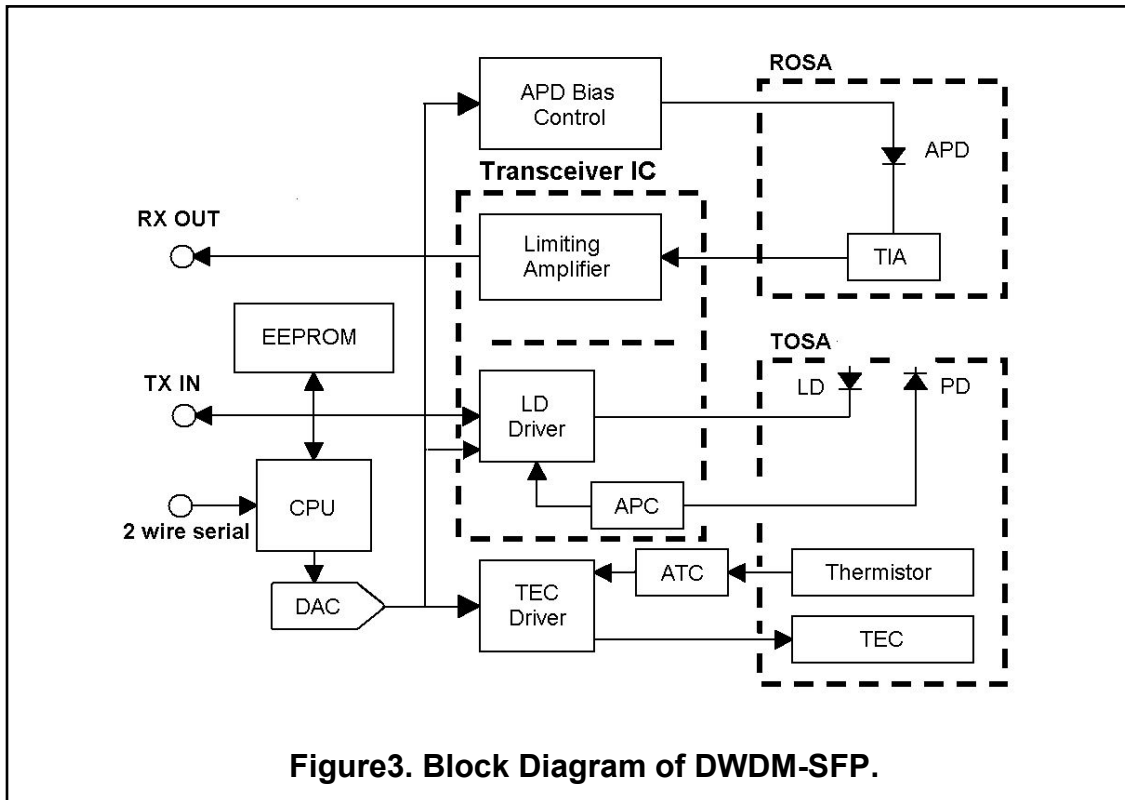 ROSA
APD Bias
Control
APD
Transceiver IC
RX OUT
Limiting
Amplifier
TIA
EEPROM
TOSA
TX IN
LD
Driver
LD
PD
CPU
2 wire serial
APC
DAC
TEC
Driver
ATC
Thermistor
TEC
Figure3. Block Diagram of DWDM-SFP.